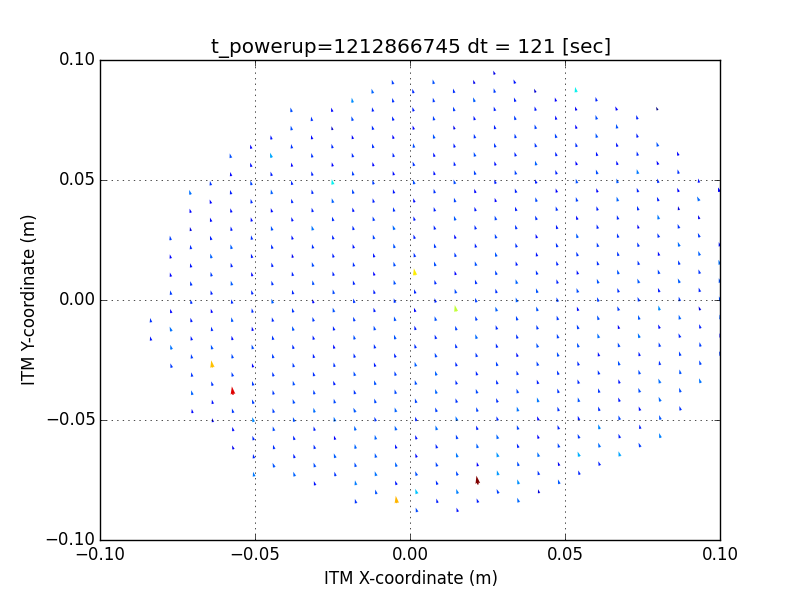 t_powerup=1212866745 dt = 121 [sec]
0.10
0.05
0.00
−0.05
−0.10
ITM Y-coordinate (m)
−0.10 −0.05 0.00 0.05 0.10
ITM X-coordinate (m)